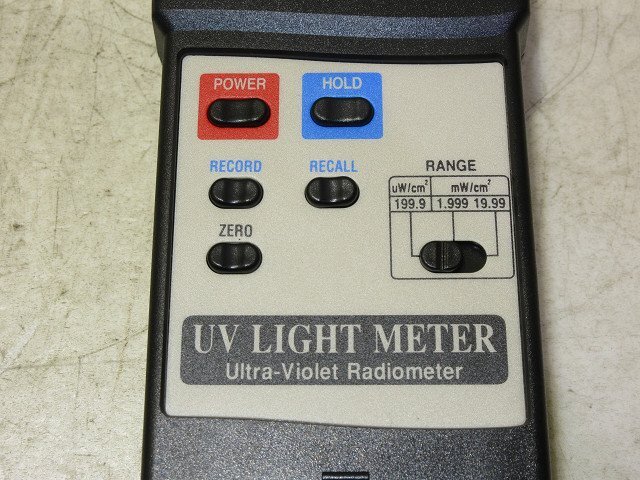 POWER HOLD
RECORD RECALL RANGE
uW/cm² mW/cm²
199.9 1.999 19.99
ZERO
UV LIGHT METER
Ultra-Violet Radiometer